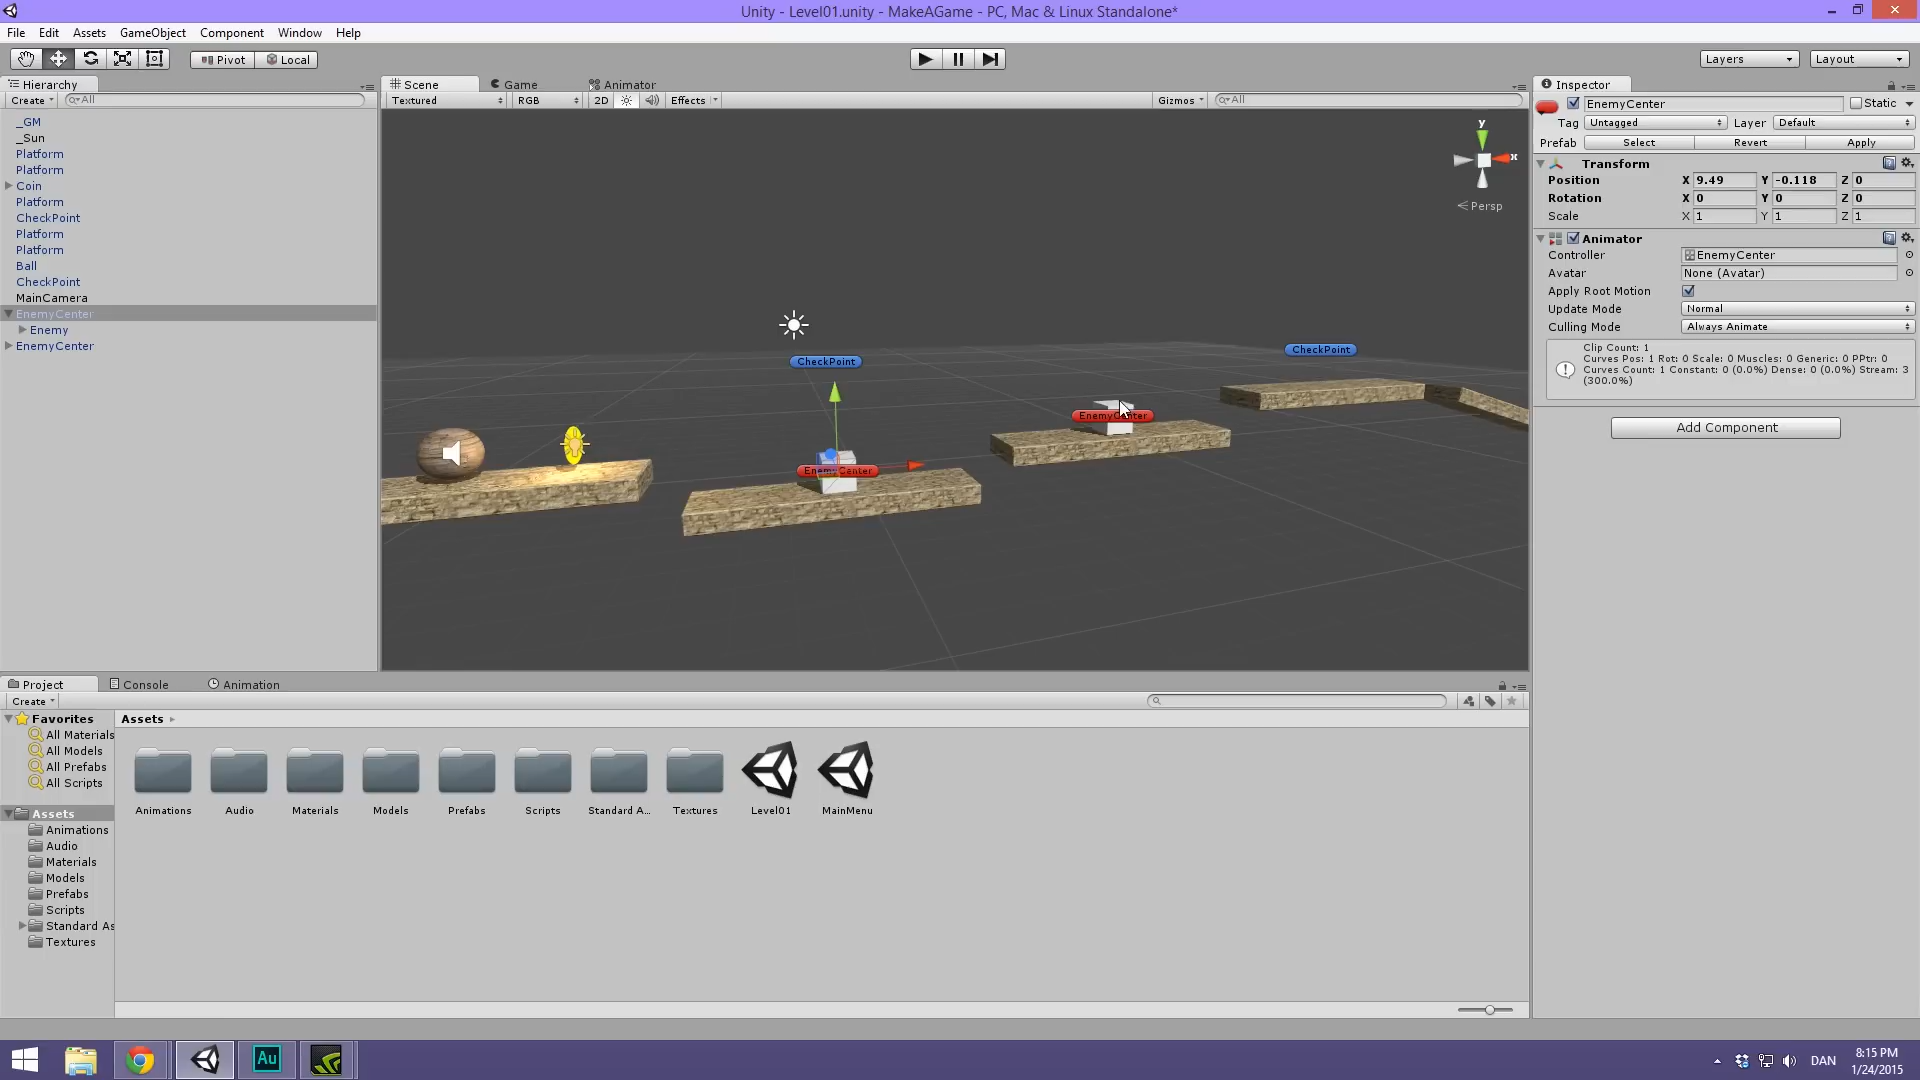 Unity - Level01.unity - MakeAGame - PC, Mac & Linux Standalone*
File Edit Assets GameObject Component Window Help
Pivot Local Layers Layout
Hierarchy
Create All
_GM
_Sun
Platform
Platform
Coin
Platform
CheckPoint
Platform
Platform
Ball
CheckPoint
MainCamera
EnemyCenter
Enemy
EnemyCenter
Scene Game Animator
Textured RGB 2D Effects Gizmos All
y
x
Persp
CheckPoint
CheckPoint
EnemyCenter
EnemyCenter
Inspector
EnemyCenter Static
Tag Untagged Layer Default
Prefab Select Revert Apply
Transform
Position X 9.49 Y -0.118 Z 0
Rotation X 0 Y 0 Z 0
Scale X 1 Y 1 Z 1
Animator
Controller EnemyCenter
Avatar None (Avatar)
Apply Root Motion
Update Mode Normal
Culling Mode Always Animate
Clip Count: 1
Curves Pos: 1 Rot: 0 Scale: 0 Muscles: 0 Generic: 0 PPtr: 0
Curves Count: 1 Constant: 0 (0.0%) Dense: 0 (0.0%) Stream: 3
(300.0%)
Add Component
Project Console Animation
Create
Favorites
All Materials
All Models
All Prefabs
All Scripts
Assets
Animations
Audio
Materials
Models
Prefabs
Scripts
Standard As
Textures
Assets
Animations Audio Materials Models Prefabs Scripts Standard A... Textures Level01 MainMenu
Au
DAN
8:15 PM
1/24/2015